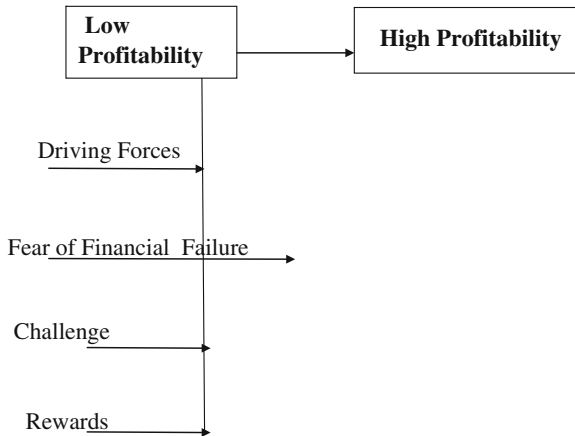 Low
Profitability
High Profitability
Driving Forces
Fear of Financial Failure
Challenge
Rewards